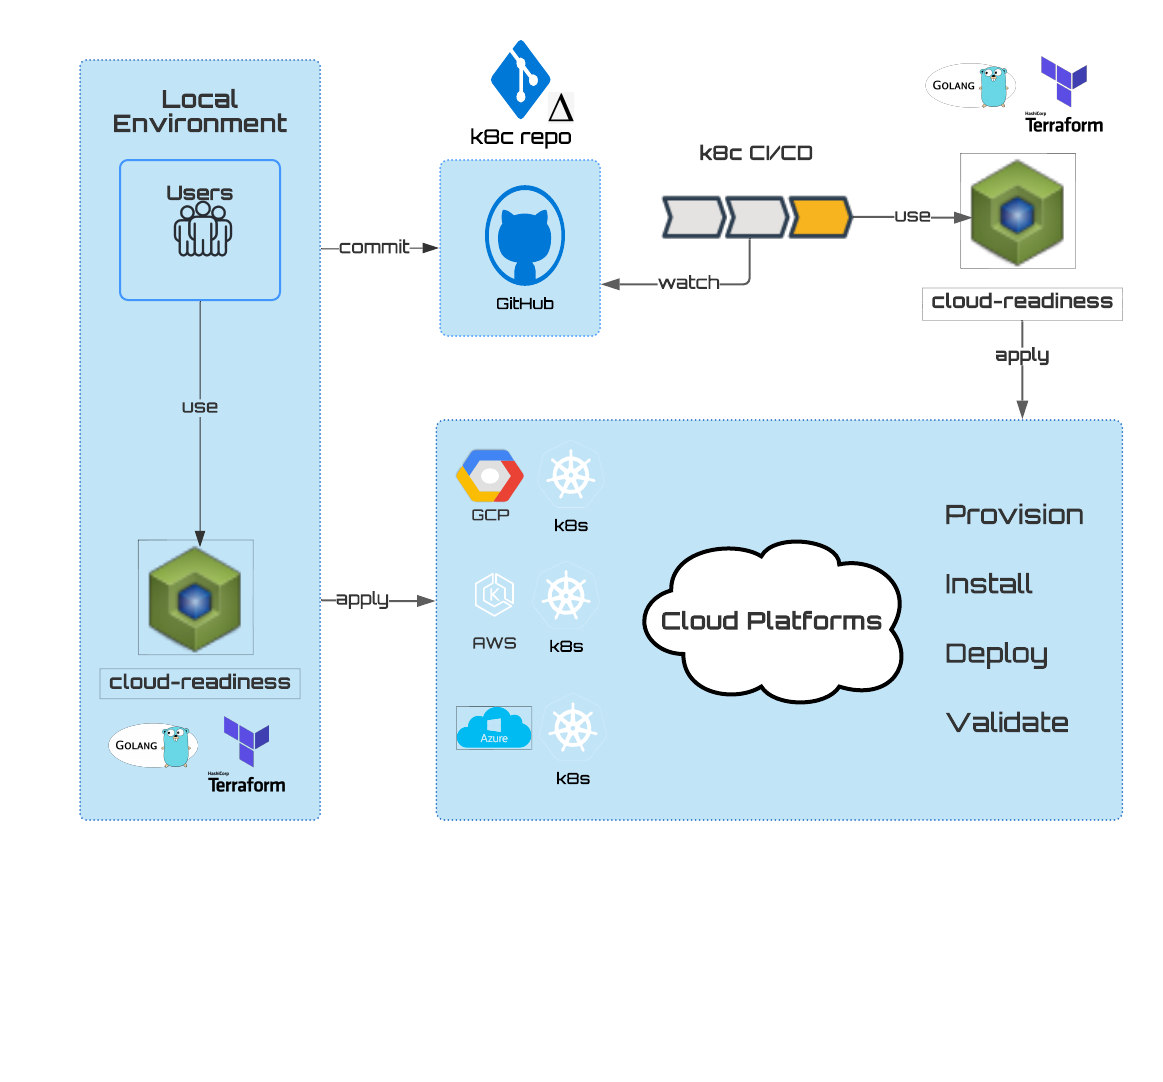 Local
Environment
Users
use
cloud-readiness
GOLANG
HashiCorp
Terraform
commit
k8c repo
GitHub
k8c CI/CD
watch
use
GOLANG
HashiCorp
Terraform
cloud-readiness
apply
apply
GCP
k8s
K
AWS
k8s
Azure
k8s
Cloud Platforms
Provision
Install
Deploy
Validate